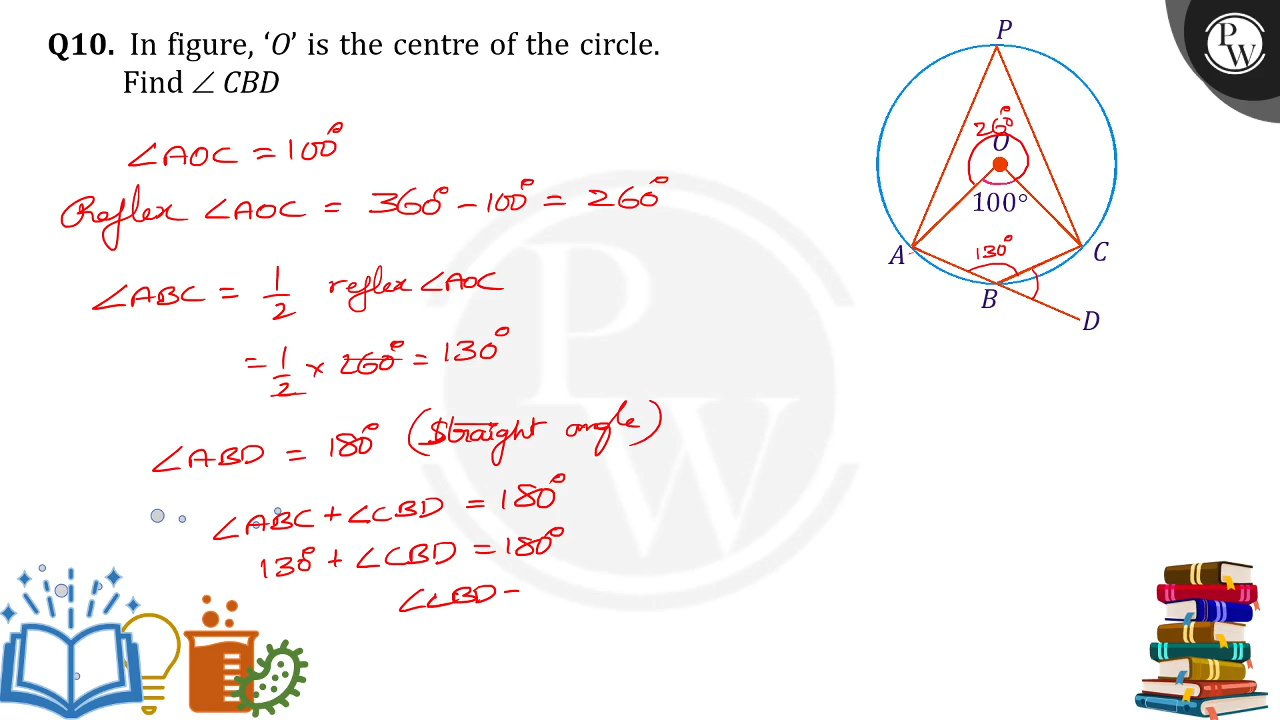 Q10. In figure, ‘O’ is the centre of the circle.
Find ∠ CBD
∠AOC = 100°
Reflex ∠AOC = 360° - 100° = 260°
∠ABC = 1/2 reflex ∠AOC
= 1/2 × 260° = 130°
∠ABD = 180° (Straight angle)
∠ABC + ∠CBD = 180°
130° + ∠CBD = 180°
∠CBD -
P
260°
O
100°
A
130°
C
B
D
PW
PW